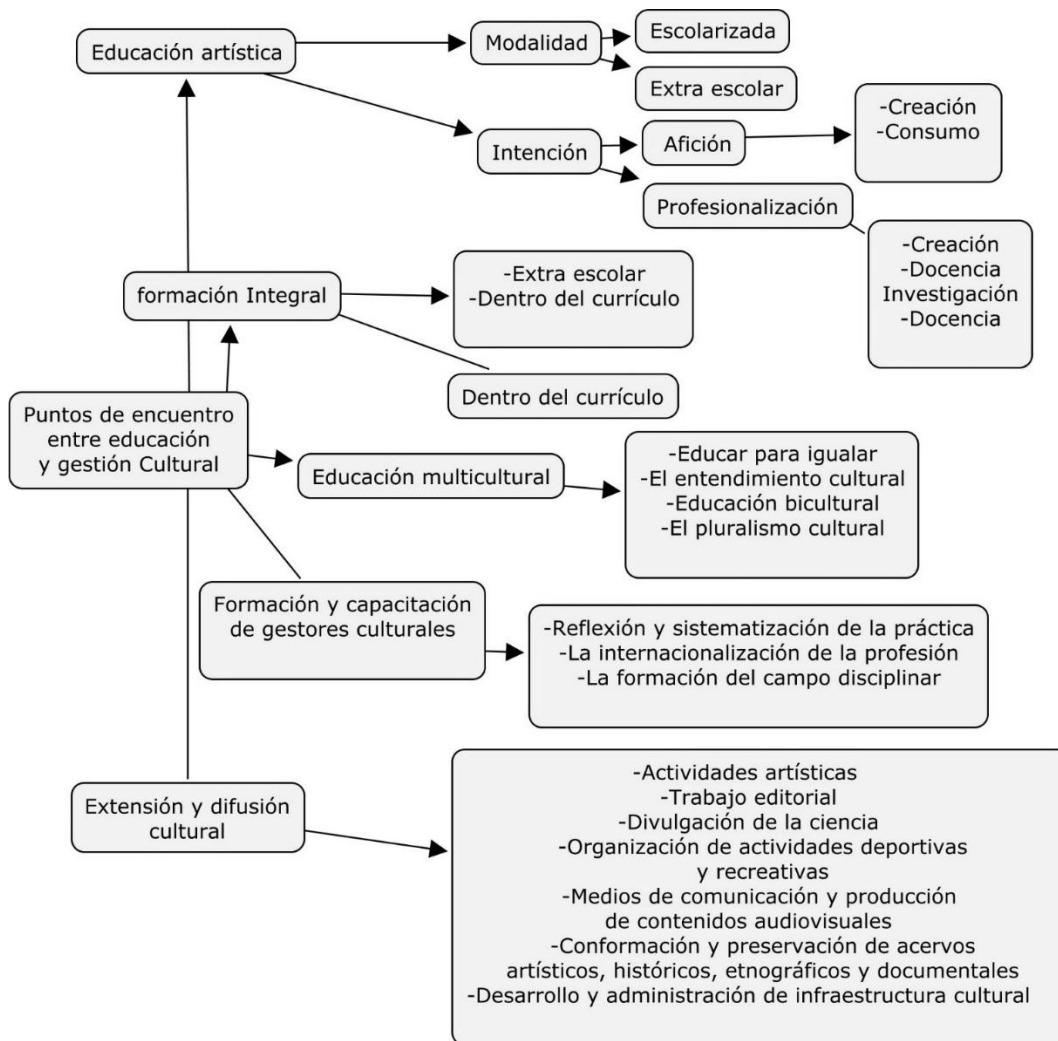 Educación artística
Modalidad
Escolarizada
Extra escolar
Intención
Afición
-Creación
-Consumo
Profesionalización
-Creación
-Docencia
Investigación
-Docencia
formación Integral
-Extra escolar
-Dentro del currículo
Dentro del currículo
Puntos de encuentro
entre educación
y gestión Cultural
Educación multicultural
-Educar para igualar
-El entendimiento cultural
-Educación bicultural
-El pluralismo cultural
Formación y capacitación
de gestores culturales
-Reflexión y sistematización de la práctica
-La internacionalización de la profesión
-La formación del campo disciplinar
Extensión y difusión
cultural
-Actividades artísticas
-Trabajo editorial
-Divulgación de la ciencia
-Organización de actividades deportivas
y recreativas
-Medios de comunicación y producción
de contenidos audiovisuales
-Conformación y preservación de acervos
artísticos, históricos, etnográficos y documentales
-Desarrollo y administración de infraestructura cultural